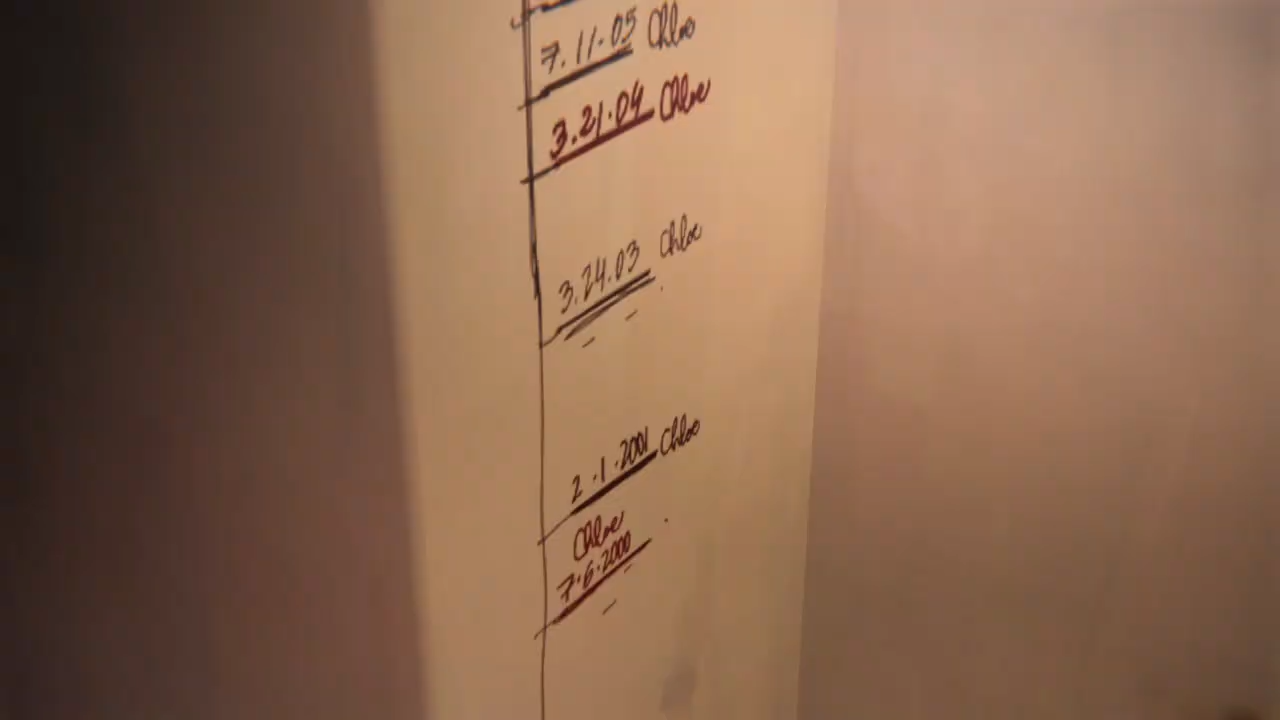 7.11.05 Chloe
3.21.04 Chloe
3.24.03 Chloe
2.1.2001 Chloe
Chloe
7.6.2000